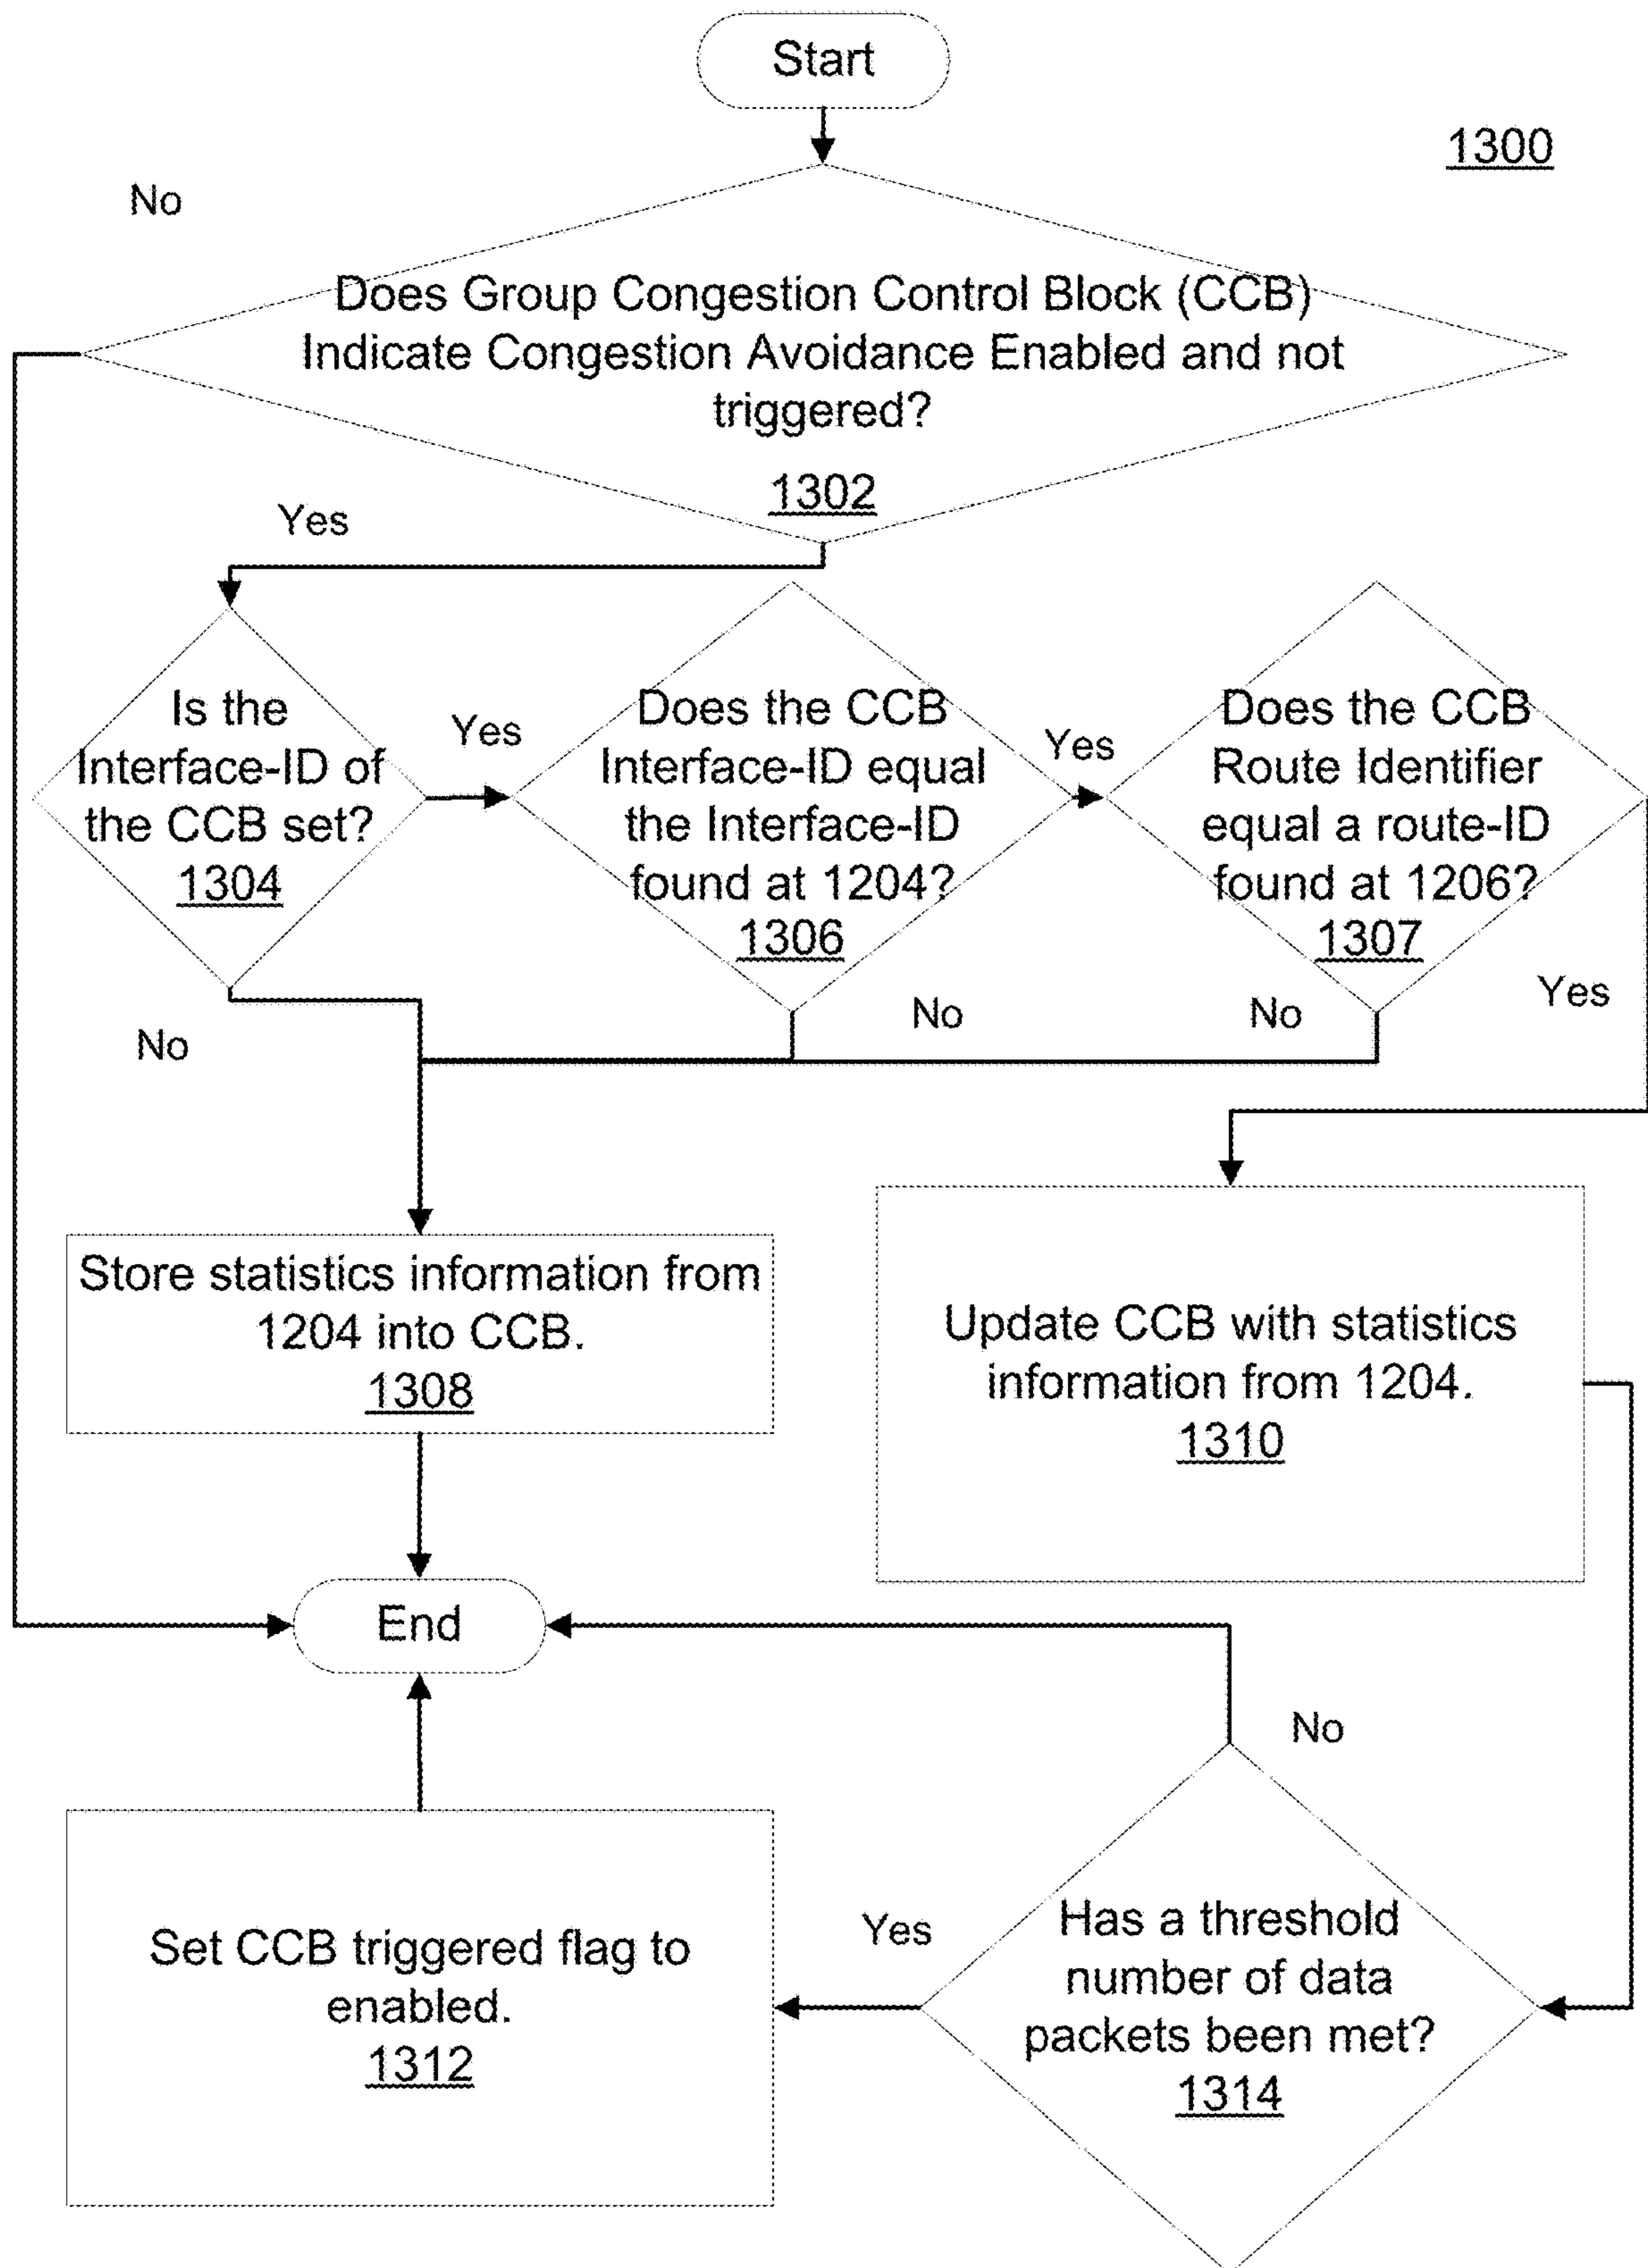 Start
1300
No
Does Group Congestion Control Block (CCB)
Indicate Congestion Avoidance Enabled and not
triggered?
1302
Yes
Is the
Interface-ID of
the CCB set?
1304
Yes
Does the CCB
Interface-ID equal
the Interface-ID
found at 1204?
1306
Yes
Does the CCB
Route Identifier
equal a route-ID
found at 1206?
1307
Yes
No
No
No
Store statistics information from
1204 into CCB.
1308
Update CCB with statistics
information from 1204.
1310
End
No
Set CCB triggered flag to
enabled.
1312
Yes
Has a threshold
number of data
packets been met?
1314